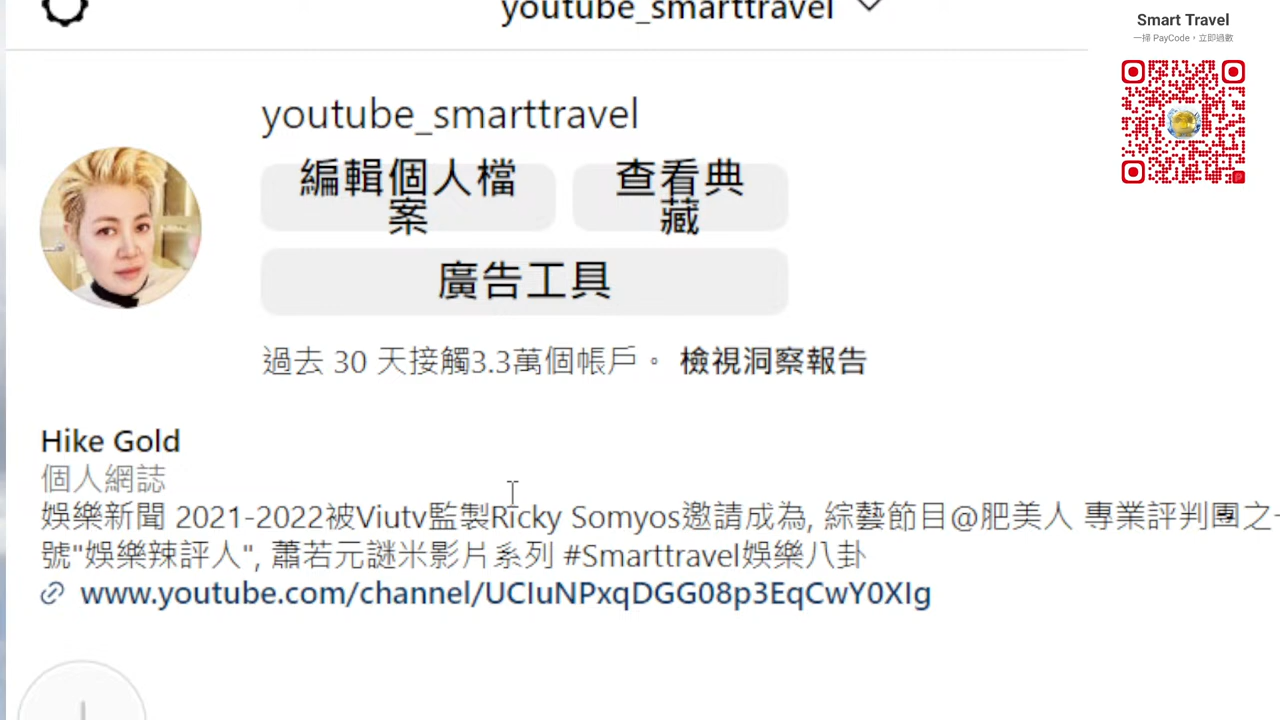 youtube_smarttravel
Smart Travel
一掃 PayCode，立即過數
youtube_smarttravel
編輯個人檔
案
查看典
藏
廣告工具
過去 30 天接觸3.3萬個帳戶。 檢視洞察報告
Hike Gold
個人網誌
娛樂新聞 2021-2022被Viutv監製Ricky Somyos邀請成為, 綜藝節目@肥美人 專業評判團之
號"娛樂辣評人", 蕭若元謎米影片系列 #Smarttravel娛樂八卦
www.youtube.com/channel/UCIuNPxqDGG08p3EqCwY0XIg